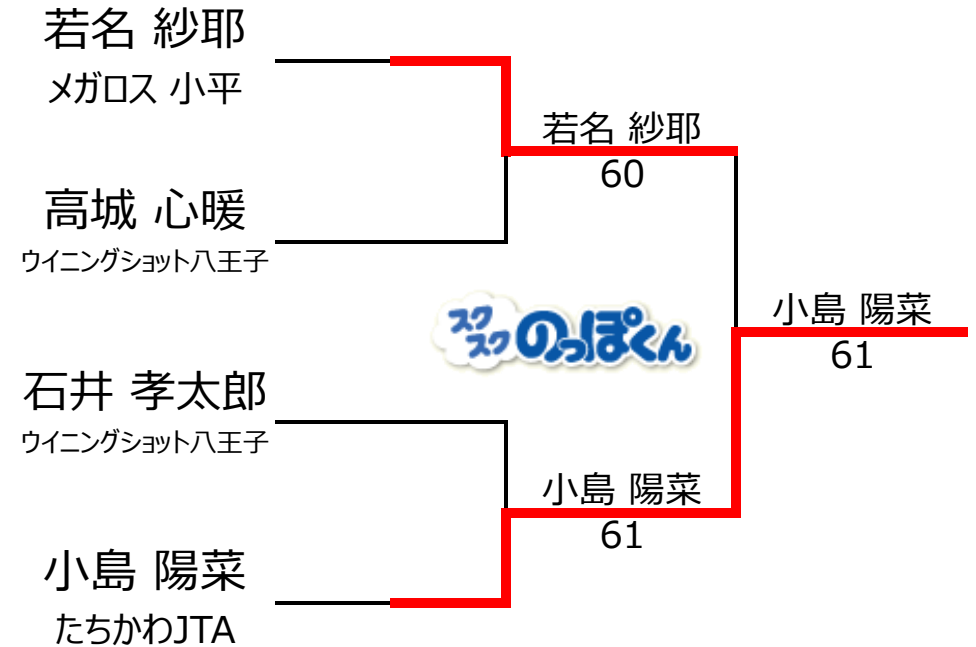 若名 紗耶
メガロス 小平
若名 紗耶
60
高城 心暖
ウイニングショット八王子
スク
スク のっぽくん
小島 陽菜
61
石井 孝太郎
ウイニングショット八王子
小島 陽菜
61
小島 陽菜
たちかわJTA